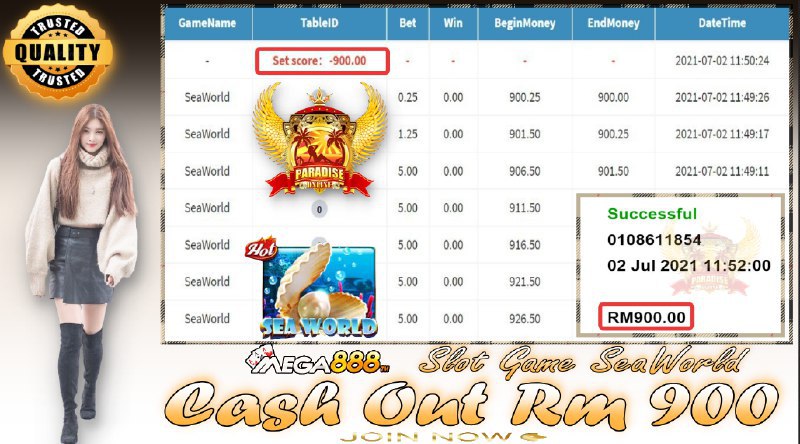 TRUSTED
QUALITY
TRUSTED
GameName TableID Bet Win BeginMoney EndMoney DateTime
- Set score: -900.00 - - - - 2021-07-02 11:50:24
SeaWorld 0.25 0.00 900.25 900.00 2021-07-02 11:49:26
SeaWorld 1.25 0.00 901.50 900.25 2021-07-02 11:49:17
SeaWorld 5.00 0.00 906.50 901.50 2021-07-02 11:49:11
PARADISE
SeaWorld 0 5.00 0.00 911.50
SeaWorld 5.00 0.00 916.50
SeaWorld 5.00 0.00 921.50
SeaWorld 5.00 0.00 926.50
Hot
SEA WORLD
Successful
0108611854
02 Jul 2021 11:52:00
RM900.00
MEGA888 TM Slot Game SeaWorld
Cash Out Rm 900
JOIN NOW